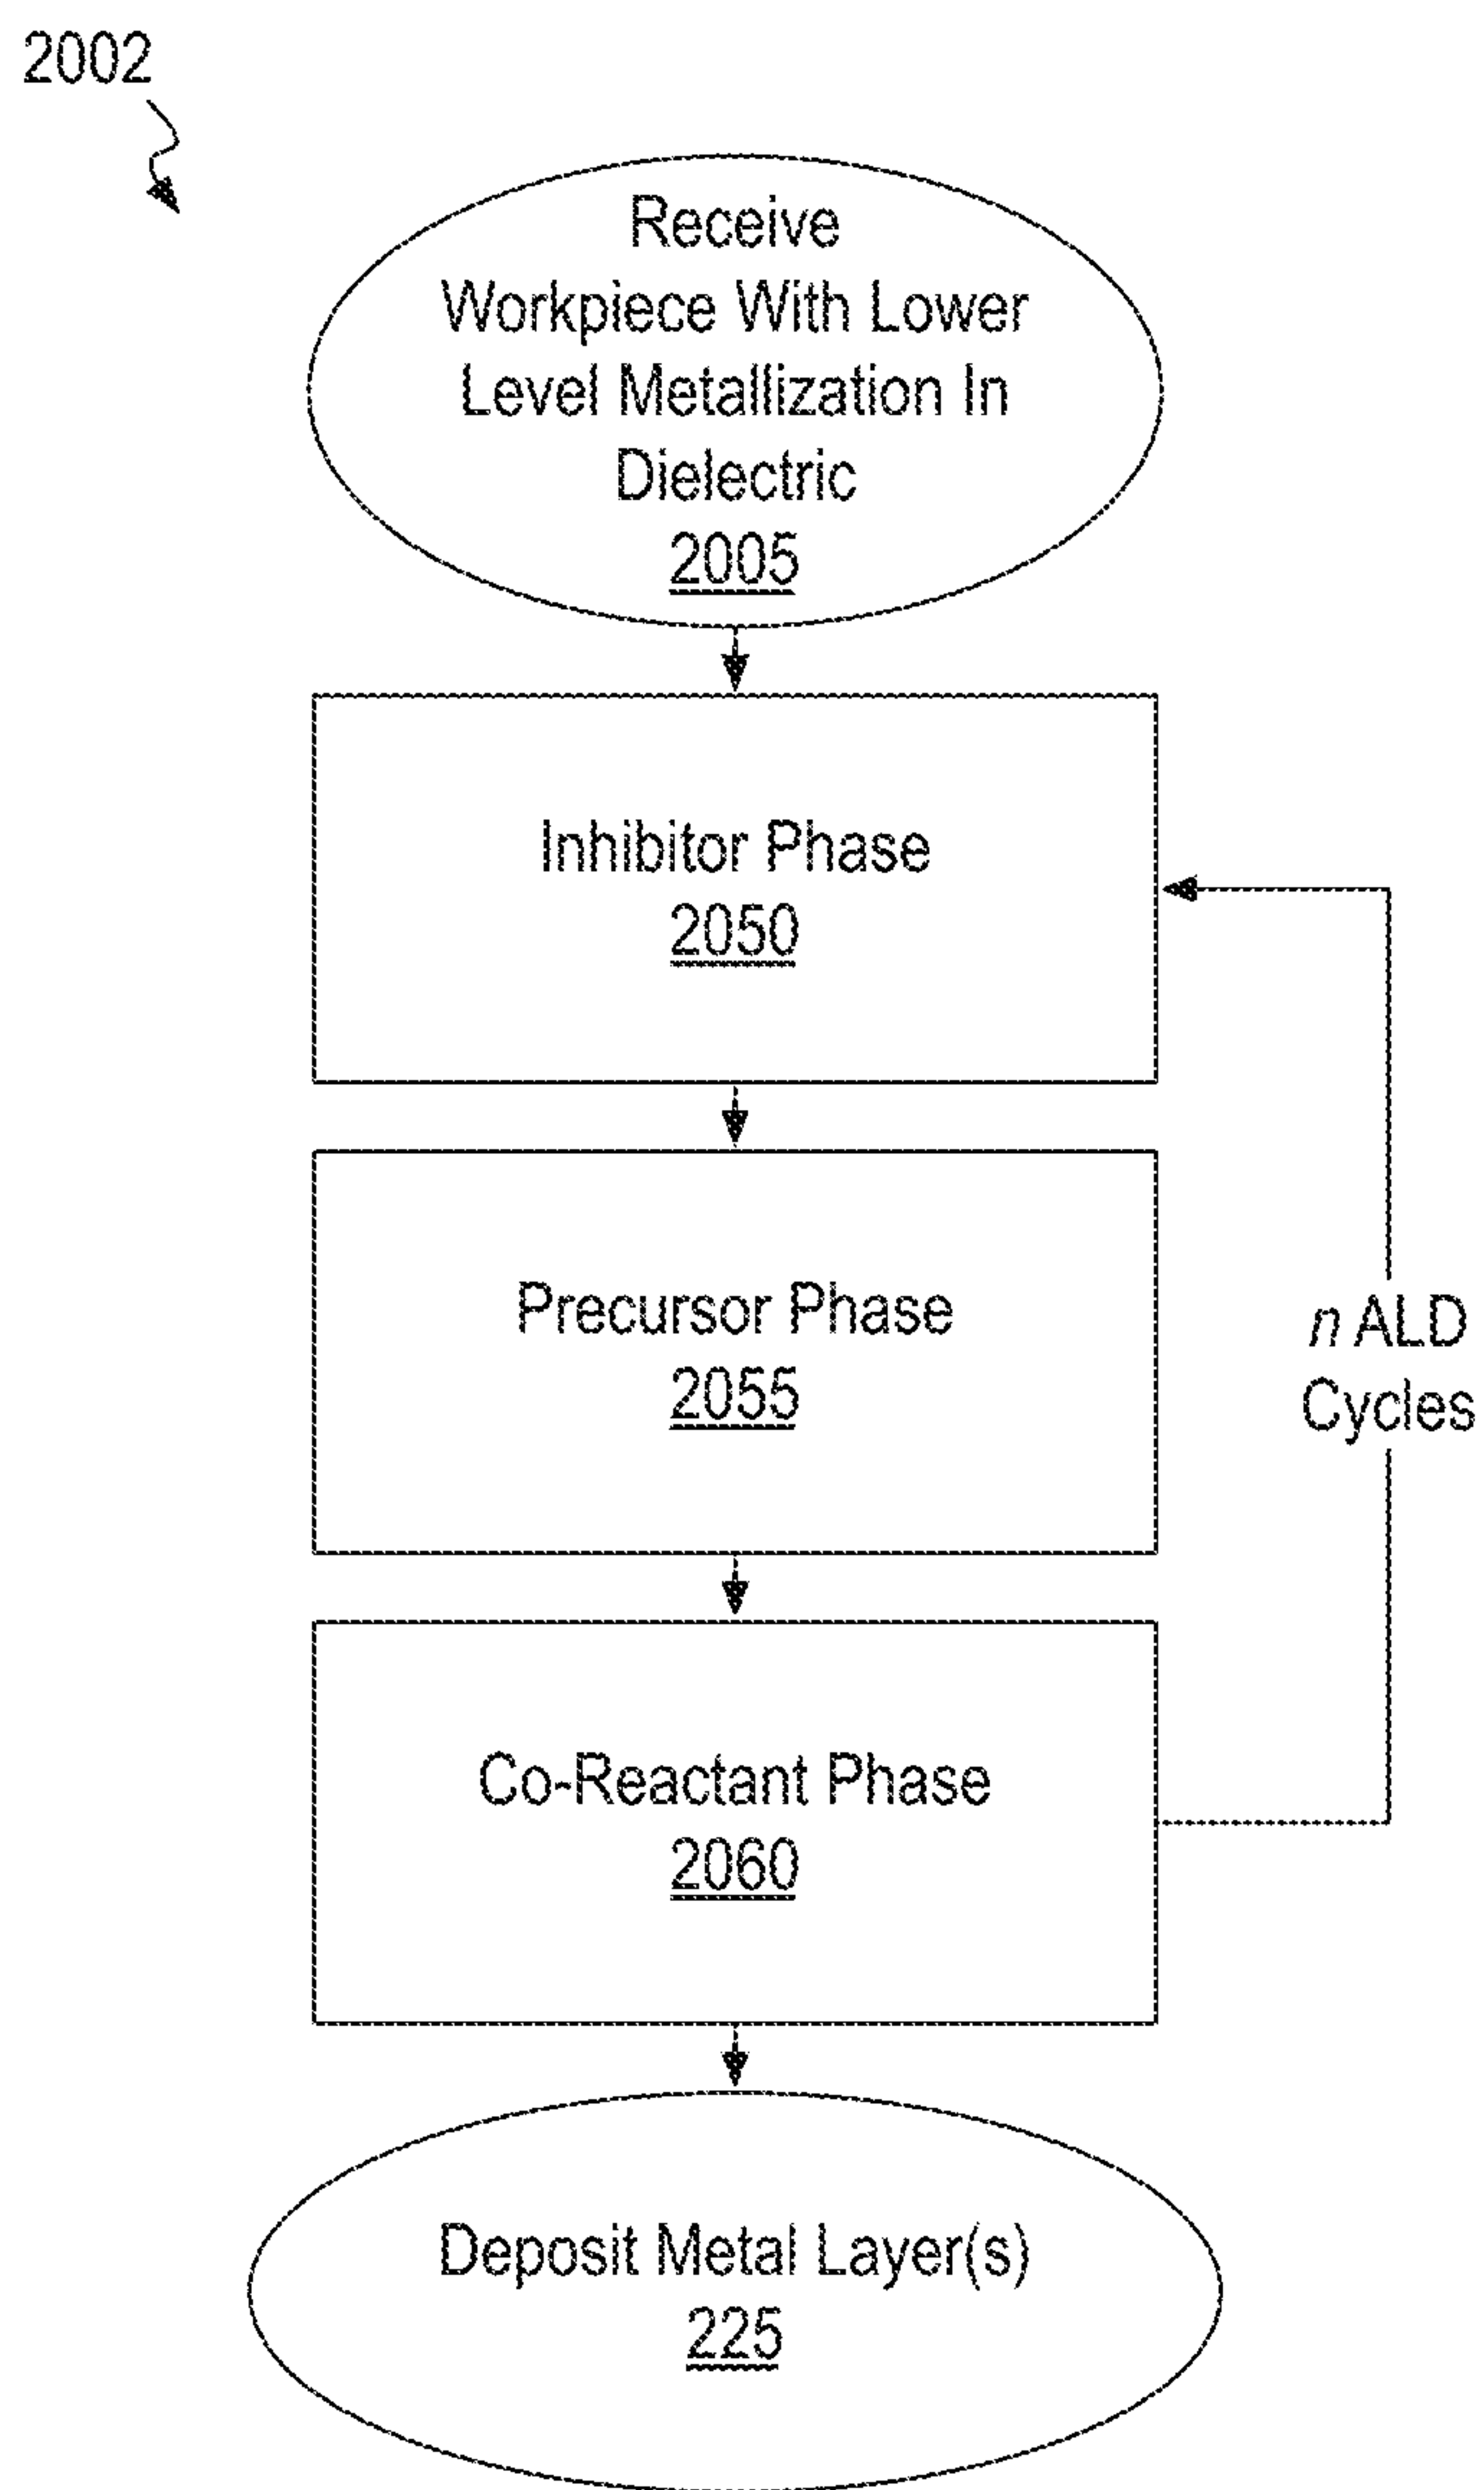 2002
Receive
Workpiece With Lower
Level Metallization In
Dielectric
2005
Inhibitor Phase
2050
Precursor Phase
2055
n ALD
Cycles
Co-Reactant Phase
2060
Deposit Metal Layer(s)
225